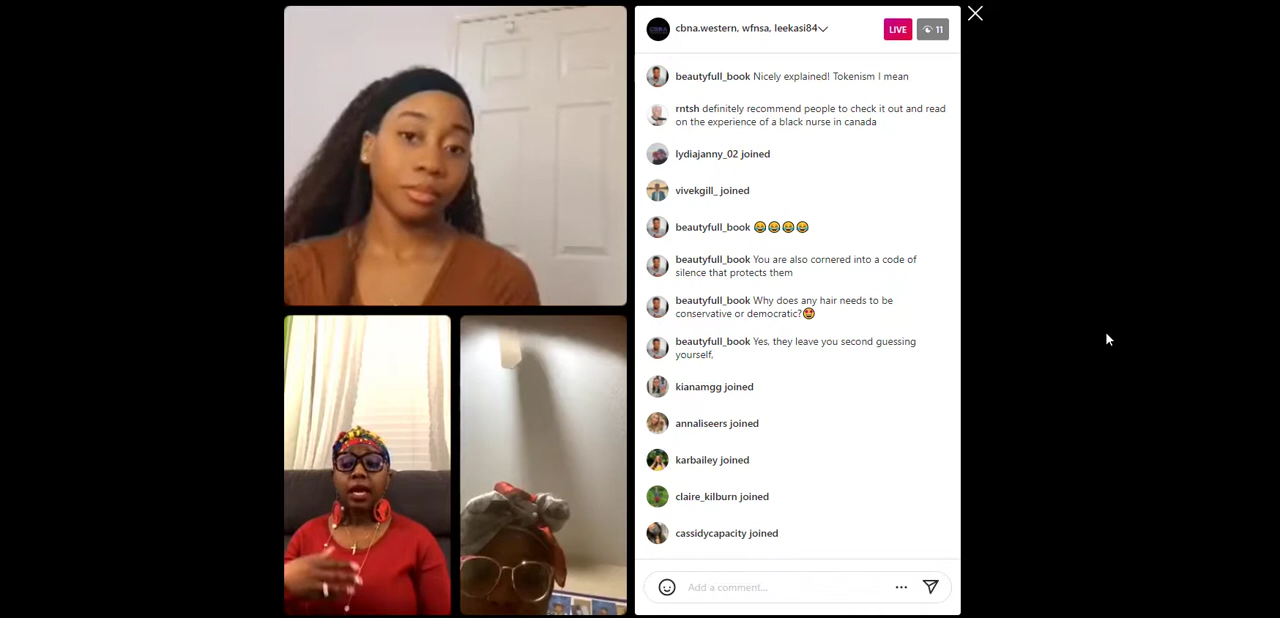 cbna.western, wfnsa, leekasi84
LIVE
11
beautyfull_book Nicely explained! Tokenism I mean
rntsh definitely recommend people to check it out and read
on the experience of a black nurse in canada
lydiajanny_02 joined
vivekgill_ joined
beautyfull_book 😂😂😂😂
beautyfull_book You are also cornered into a code of
silence that protects them
beautyfull_book Why does any hair needs to be
conservative or democratic?🤩
beautyfull_book Yes, they leave you second guessing
yourself,
kianamgg joined
annaliseers joined
karbailey joined
claire_kilburn joined
cassidycapacity joined
Add a comment...